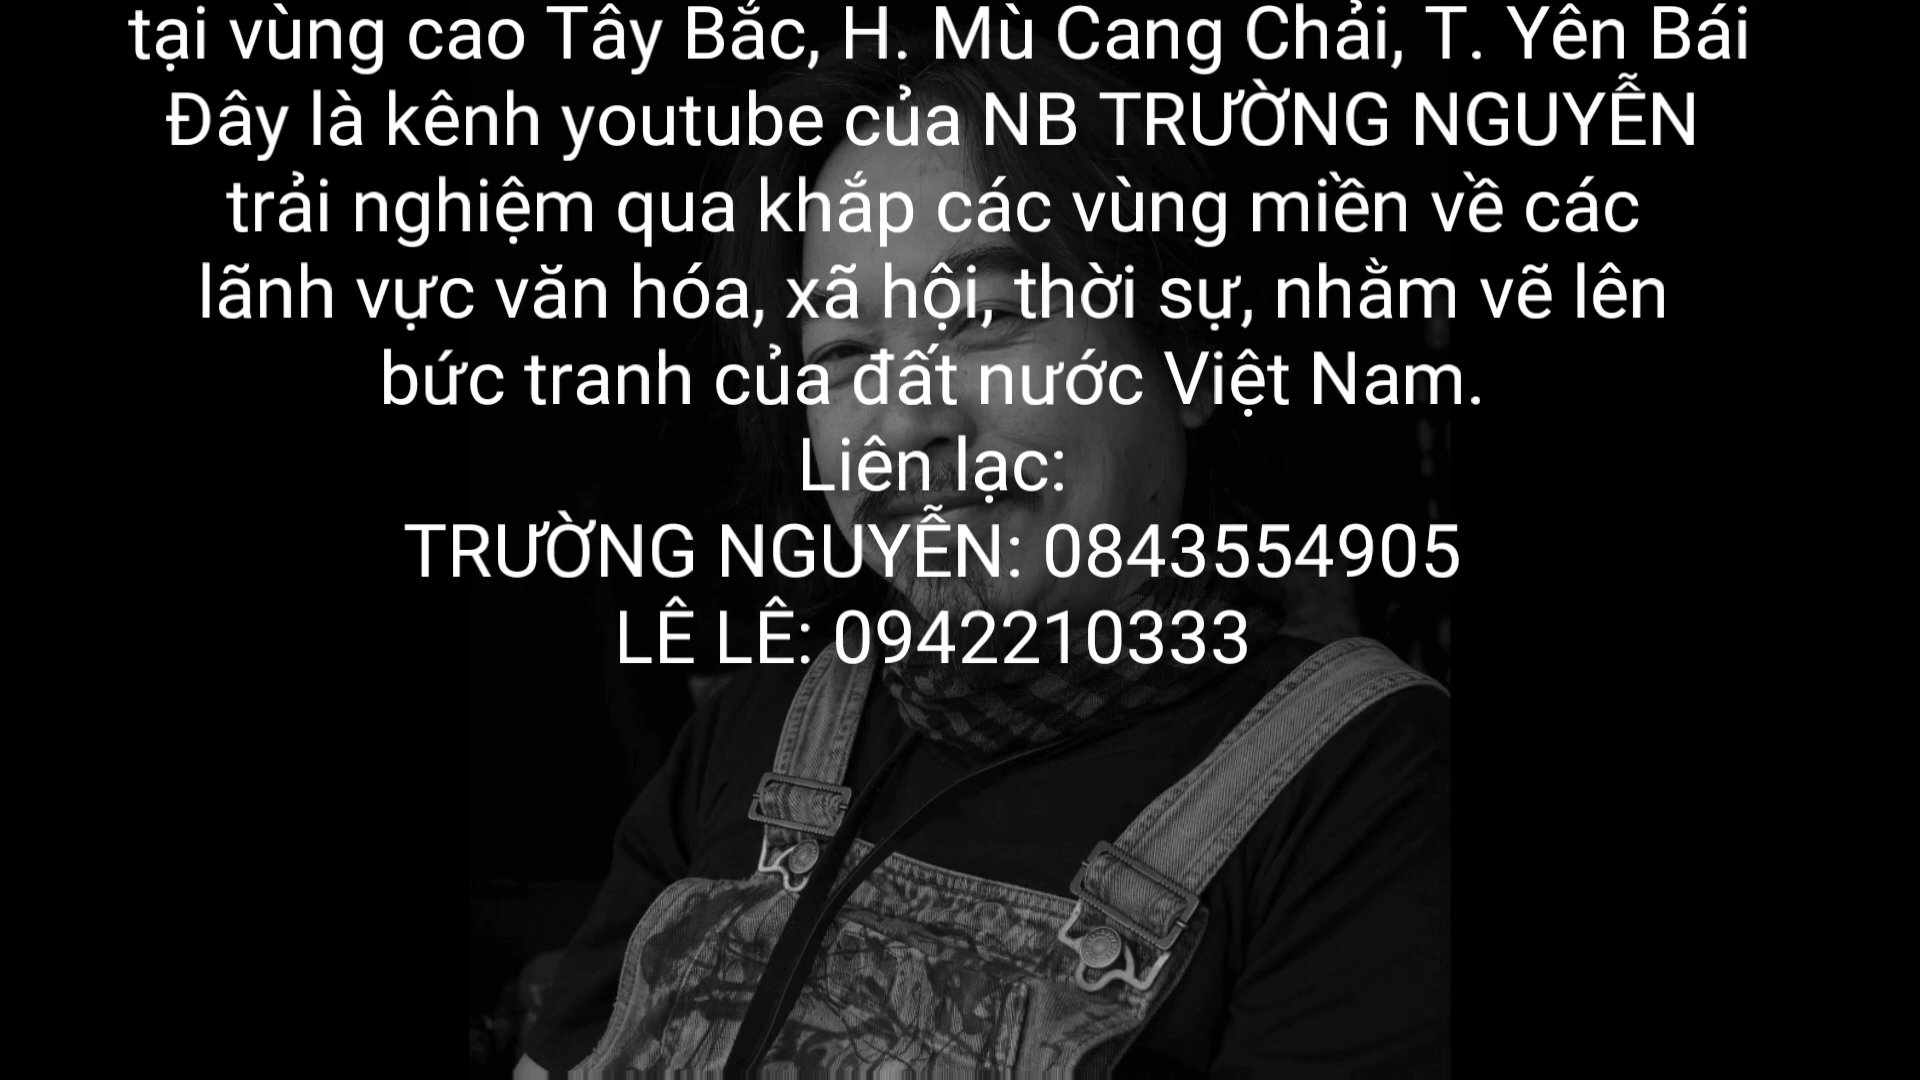 tại vùng cao Tây Bắc, H. Mù Cang Chải, T. Yên Bái
Đây là kênh youtube của NB TRƯỜNG NGUYỄN
trải nghiệm qua khắp các vùng miền về các
lãnh vực văn hóa, xã hội, thời sự, nhằm vẽ lên
bức tranh của đất nước Việt Nam.
Liên lạc:
TRƯỜNG NGUYỄN: 0843554905
LÊ LÊ: 0942210333